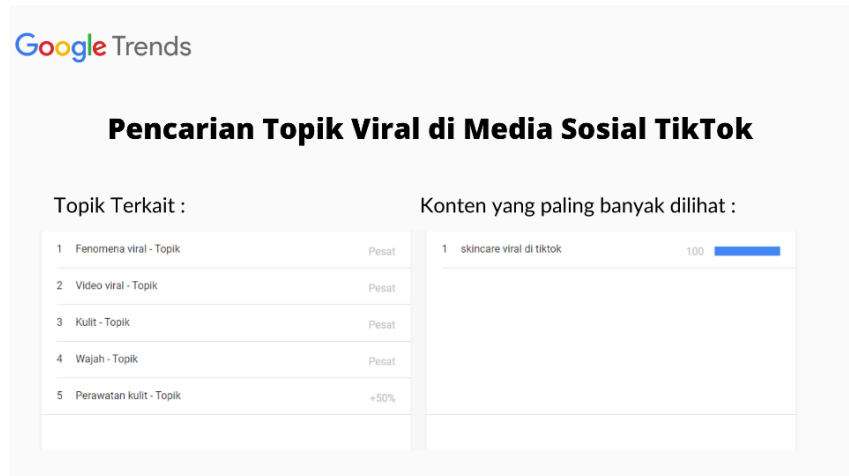 Google Trends
Pencarian Topik Viral di Media Sosial TikTok
Topik Terkait :
1 Fenomena viral - Topik Pesat
2 Video viral - Topik Pesat
3 Kulit - Topik Pesat
4 Wajah - Topik Pesat
5 Perawatan kulit - Topik +50%
Konten yang paling banyak dilihat :
1 skincare viral di tiktok 100